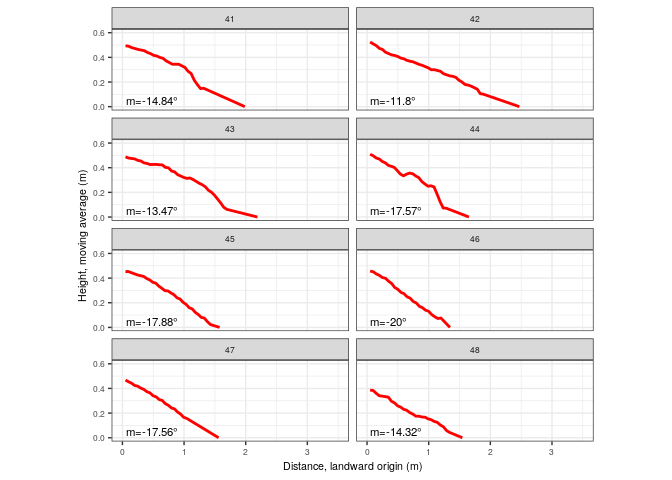 41
42
0.6
0.4
0.2
0.0
m=-14.84°
m=-11.8°
43
44
0.6
0.4
0.2
0.0
m=-13.47°
m=-17.57°
Height, moving average (m)
45
46
0.6
0.4
0.2
0.0
m=-17.88°
m=-20°
47
48
0.6
0.4
0.2
0.0
m=-17.56°
m=-14.32°
0 1 2 3
0 1 2 3
Distance, landward origin (m)